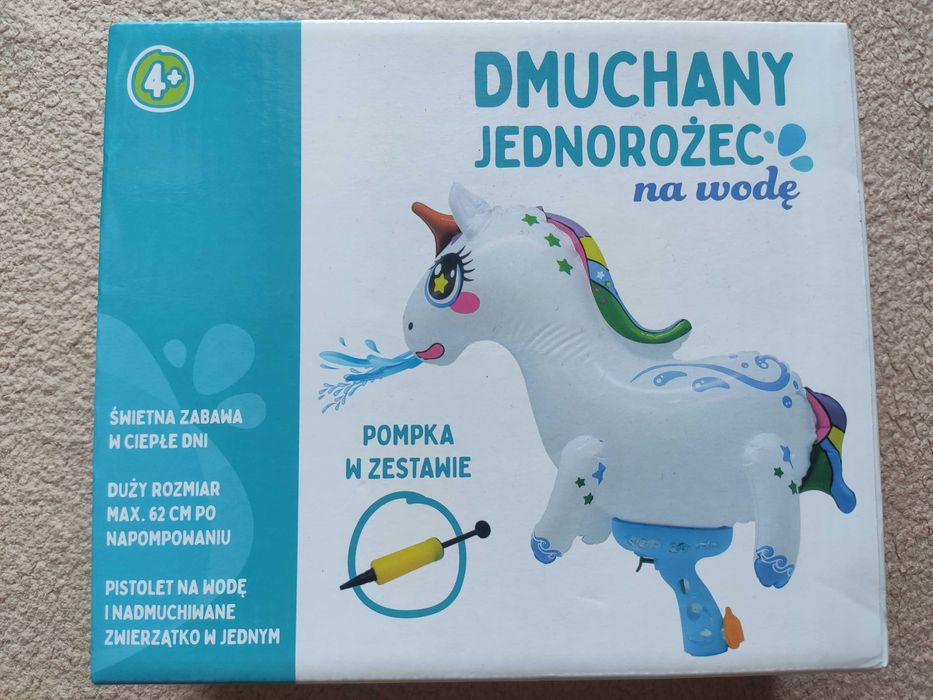 4+
DMUCHANY
JEDNOROŻEC
na wodę
ŚWIETNA ZABAWA
W CIEPŁE DNI
DUŻY ROZMIAR
MAX. 62 CM PO
NAPOMPOWANIU
PISTOLET NA WODĘ
I NADMUCHIWANE
ZWIERZĄTKO W JEDNYM
POMPKA
W ZESTAWIE